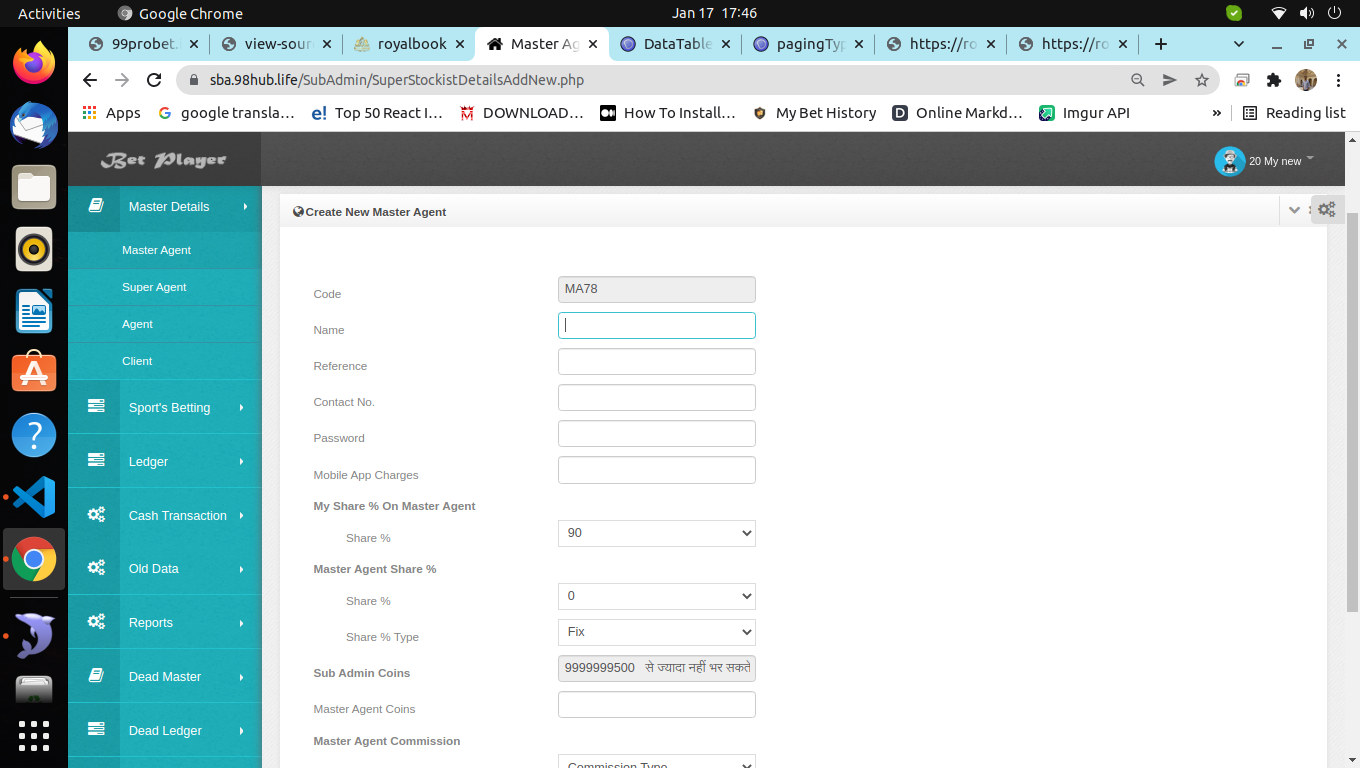 Activities
Google Chrome
Jan 17 17:46
99probet.
view-sour
royalbook
Master Ag
DataTable
pagingTyp
https://ro
https://ro
sba.98hub.life/SubAdmin/SuperStockistDetailsAddNew.php
Apps
google transla...
Top 50 React I...
DOWNLOAD...
How To Install...
My Bet History
Online Markd...
Imgur API
»
Reading list
Bet Player
20 My new
Master Details
Master Agent
Super Agent
Agent
Client
Sport's Betting
Ledger
Cash Transaction
Old Data
Reports
Dead Master
Dead Ledger
Create New Master Agent
Code
MA78
Name
Reference
Contact No.
Password
Mobile App Charges
My Share % On Master Agent
Share %
90
Master Agent Share %
Share %
0
Share % Type
Fix
Sub Admin Coins
9999999500 से ज्यादा नहीं भर सकते
Master Agent Coins
Master Agent Commission
Commission Type